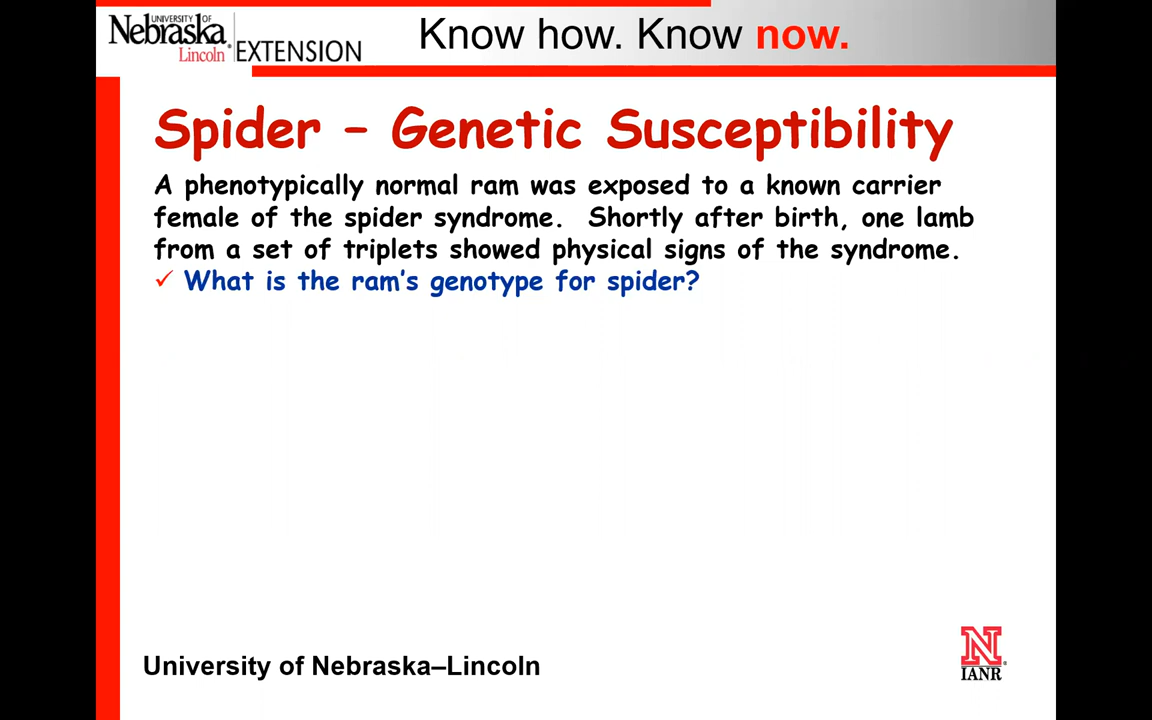 UNIVERSITY OF
Nebraska
Lincoln
EXTENSION
Know how. Know now.
Spider – Genetic Susceptibility
A phenotypically normal ram was exposed to a known carrier
female of the spider syndrome. Shortly after birth, one lamb
from a set of triplets showed physical signs of the syndrome.
✓ What is the ram's genotype for spider?
University of Nebraska–Lincoln
N
IANR